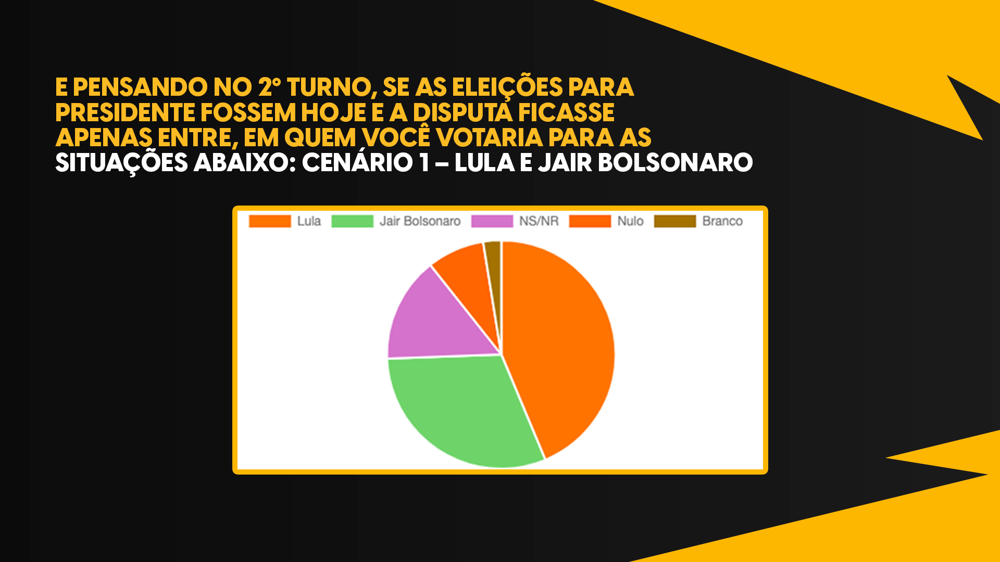 E PENSANDO NO 2º TURNO, SE AS ELEIÇÕES PARA
PRESIDENTE FOSSEM HOJE E A DISPUTA FICASSE
APENAS ENTRE, EM QUEM VOCÊ VOTARIA PARA AS
SITUAÇÕES ABAIXO: CENÁRIO 1 – LULA E JAIR BOLSONARO
Lula Jair Bolsonaro NS/NR Nulo Branco